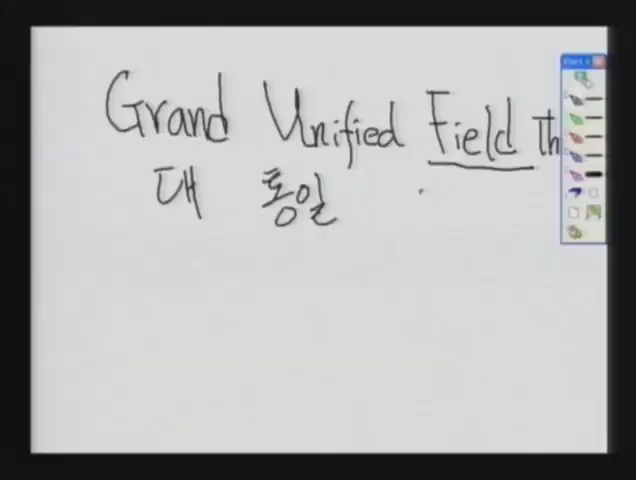 Grand Unified Field Th
대 통일